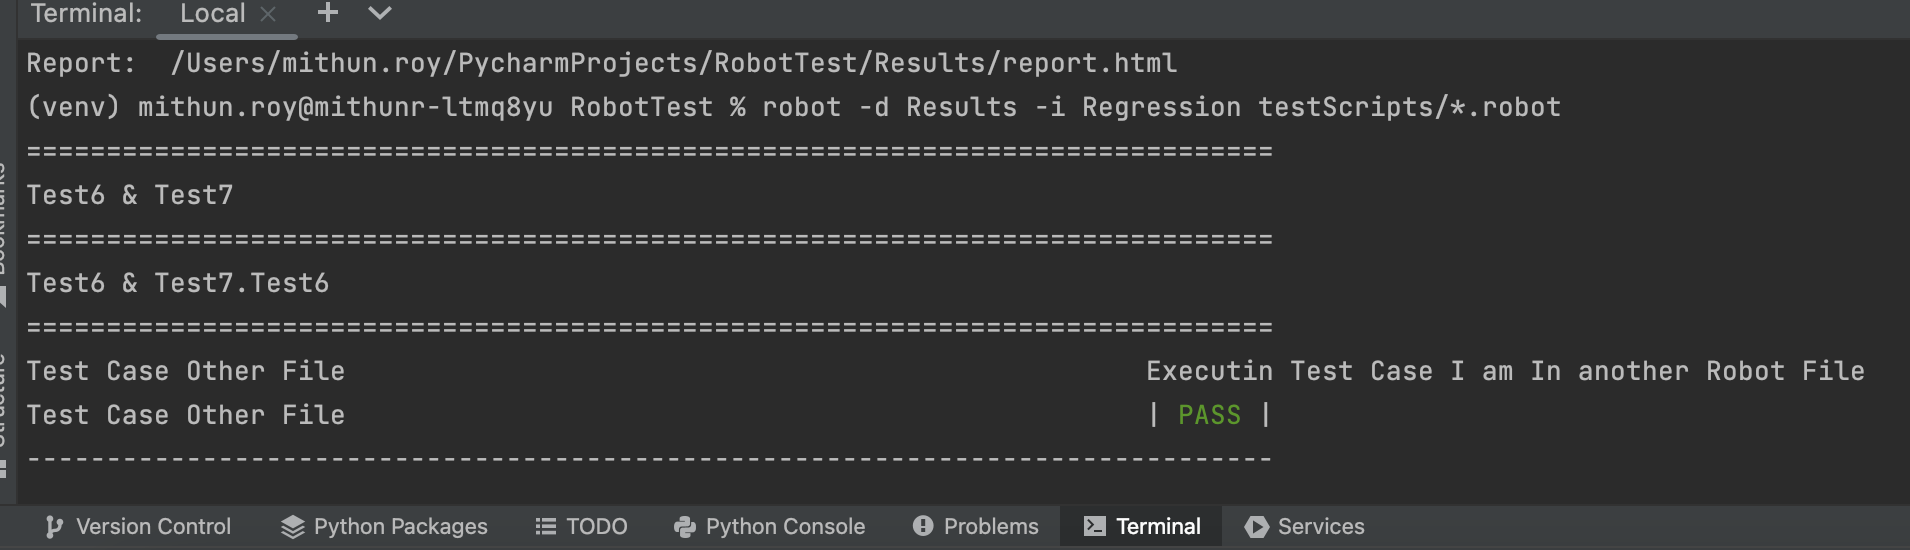 Terminal: Local
Report:  /Users/mithun.roy/PycharmProjects/RobotTest/Results/report.html
(venv) mithun.roy@mithunr-ltmq8yu RobotTest % robot -d Results -i Regression testScripts/*.robot
==============================================================================
Test6 & Test7
==============================================================================
Test6 & Test7.Test6
==============================================================================
Test Case Other File                                                  Executin Test Case I am In another Robot File
Test Case Other File                                                  | PASS |
------------------------------------------------------------------------------
Version Control Python Packages TODO Python Console Problems Terminal Services